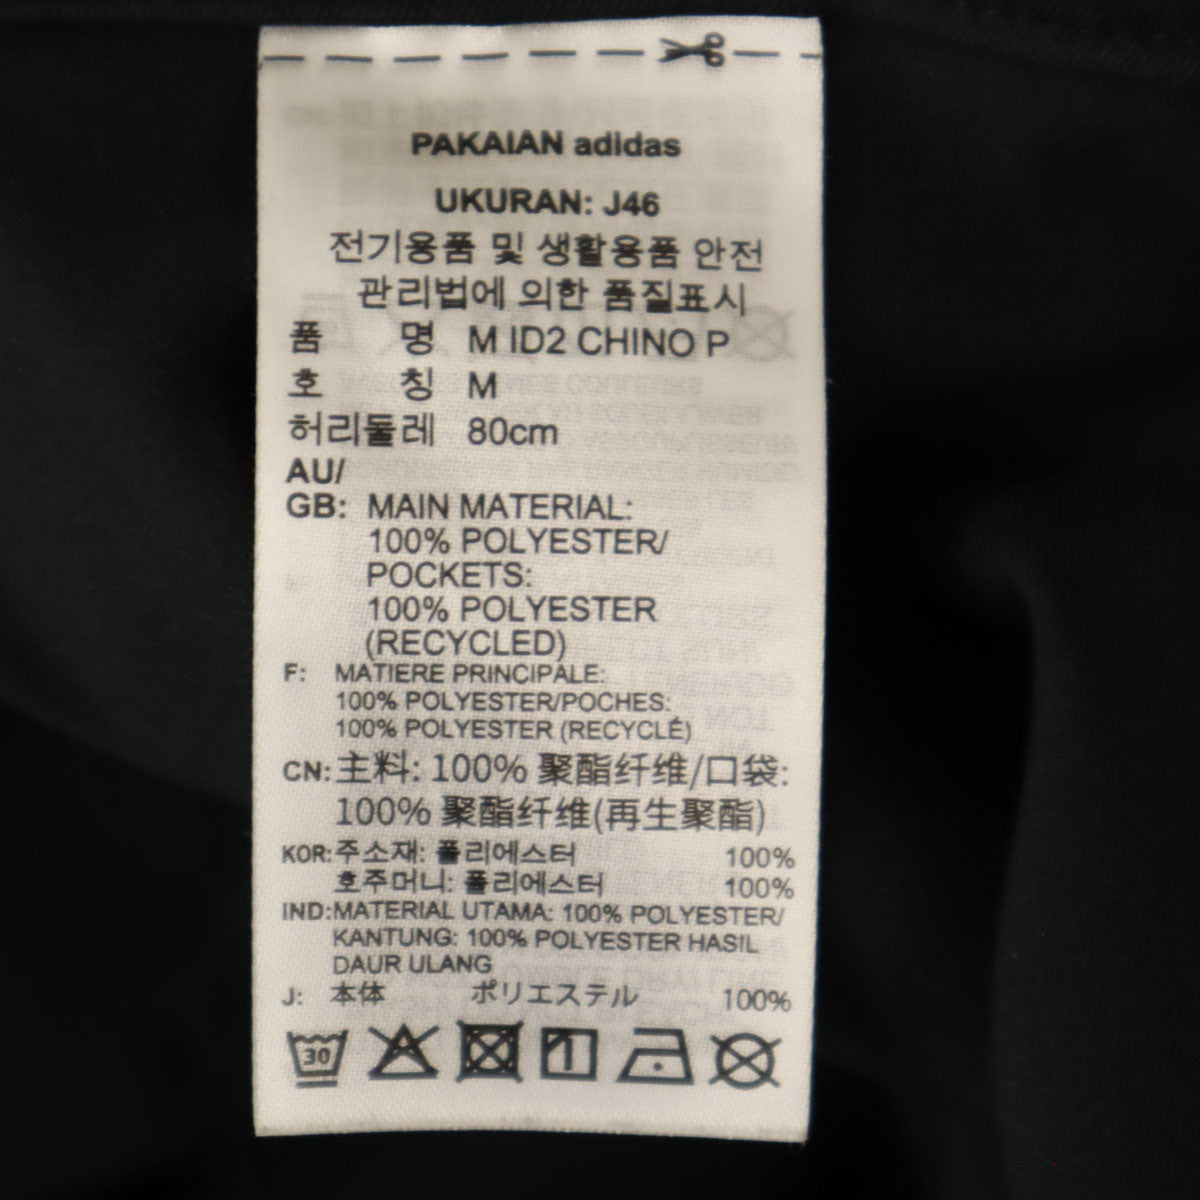 PAKAIAN adidas
UKURAN: J46
전기용품 및 생활용품 안전
관리법에 의한 품질표시
품 명 M ID2 CHINO P
호 칭 M
허리둘레 80cm
AU/
GB: MAIN MATERIAL:
100% POLYESTER/
POCKETS:
100% POLYESTER
(RECYCLED)
F: MATIERE PRINCIPALE:
100% POLYESTER/POCHES:
100% POLYESTER (RECYCLÉ)
CN: 主料: 100% 聚酯纤维/口袋:
100% 聚酯纤维(再生聚酯)
KOR: 주소재: 폴리에스터 100%
호주머니: 폴리에스터 100%
IND: MATERIAL UTAMA: 100% POLYESTER/
KANTUNG: 100% POLYESTER HASIL
DAUR ULANG
J: 本体 ポリエステル 100%
30